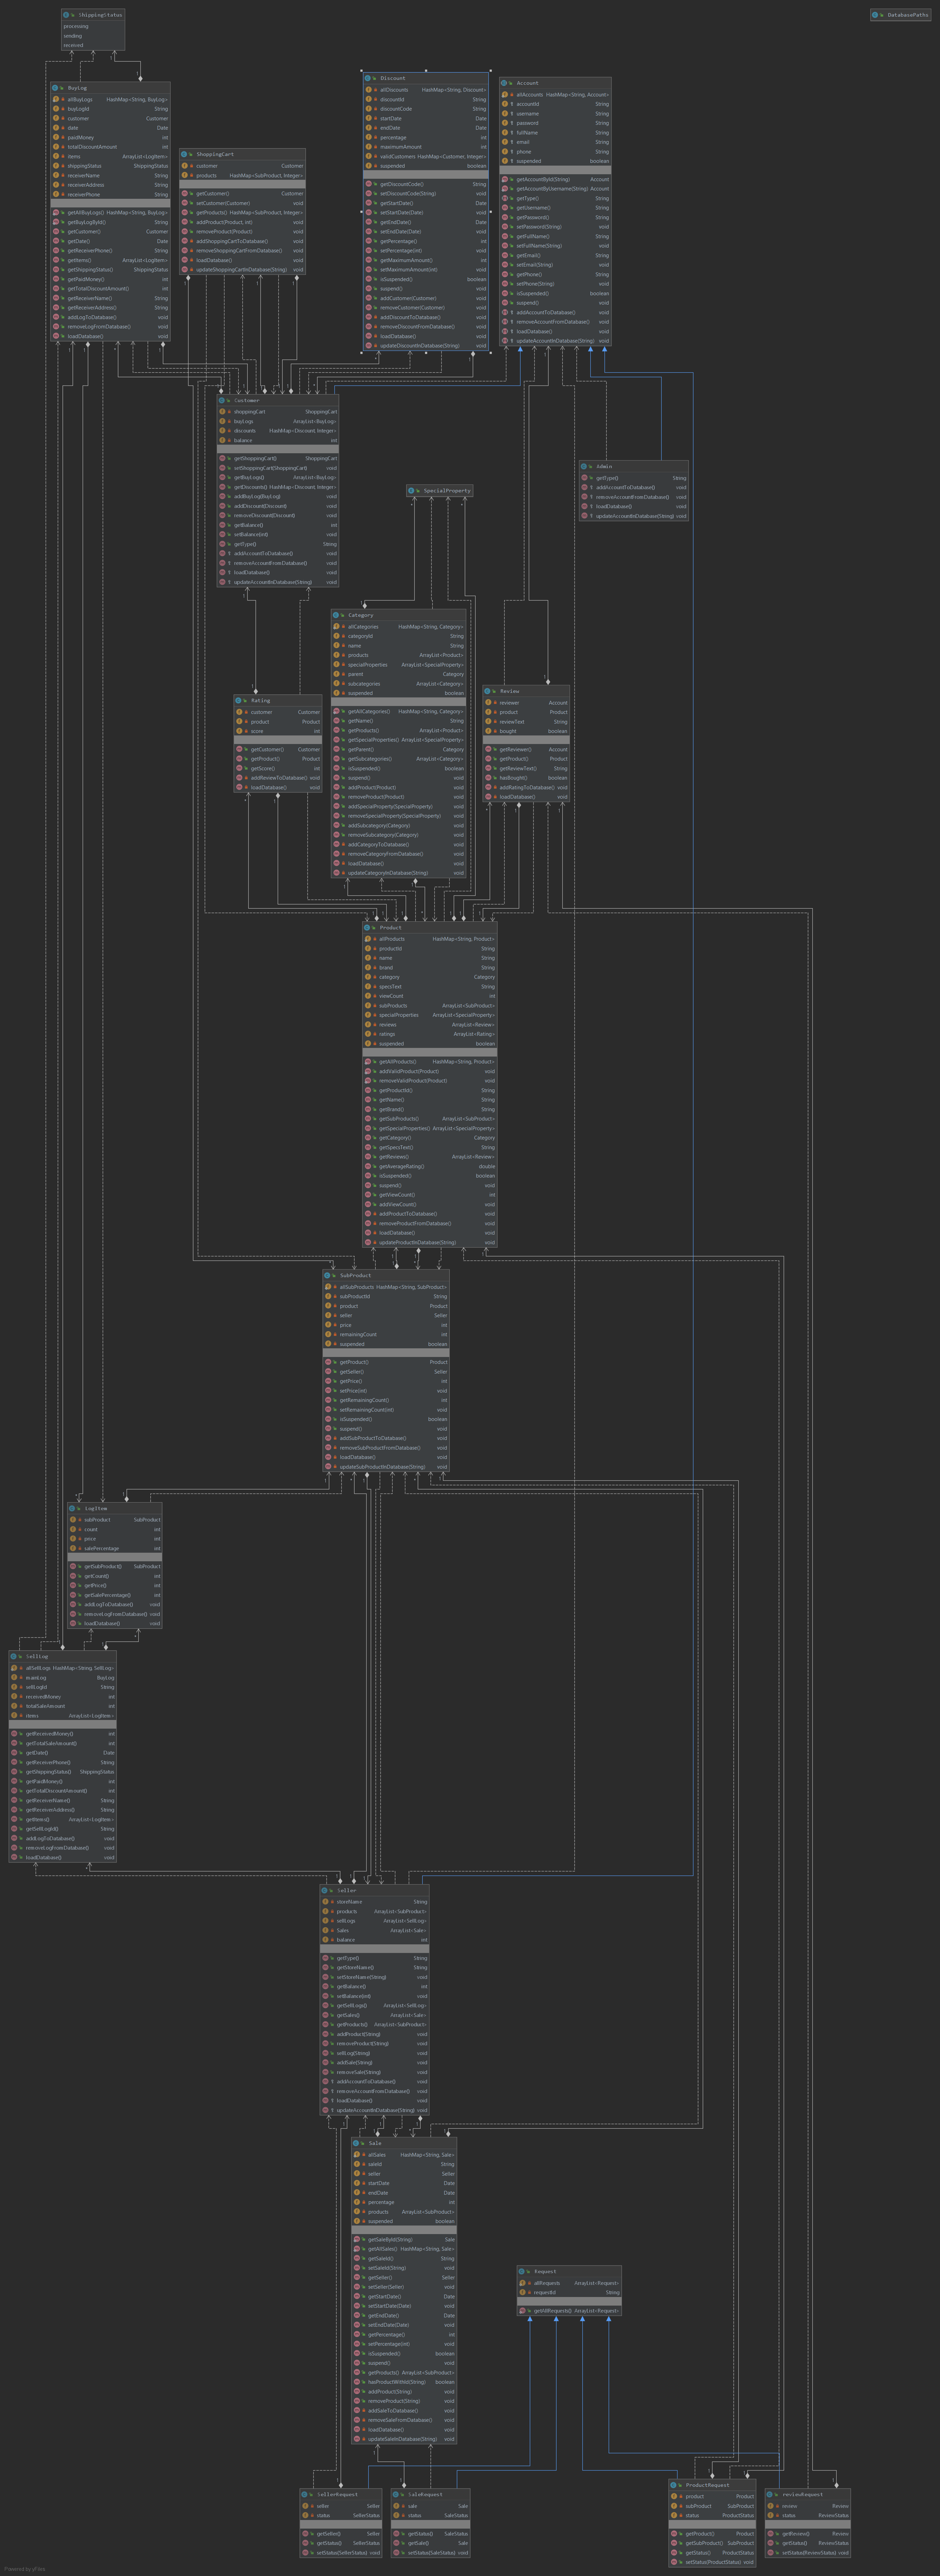 ShippingStatus
processing
sending
received
DatabasePaths
BuyLog
allBuyLogs HashMap<String, BuyLog>
buyLogId String
customer Customer
date Date
paidMoney int
totalDiscountAmount int
items ArrayList<LogItem>
shippingStatus ShippingStatus
receiverName String
receiverAddress String
receiverPhone String
getAllBuyLogs() HashMap<String, BuyLog>
getBuyLogById() String
getCustomer() Customer
getDate() Date
getReceiverPhone() String
getItems() ArrayList<LogItem>
getShippingStatus() ShippingStatus
getPaidMoney() int
getTotalDiscountAmount() int
getReceiverName() String
getReceiverAddress() String
addLogToDatabase() void
removeLogFromDatabase() void
loadDatabase() void
ShoppingCart
customer Customer
products HashMap<SubProduct, Integer>
getCustomer() Customer
setCustomer(Customer) void
getProducts() HashMap<SubProduct, Integer>
addProduct(Product, int) void
removeProduct(Product) void
addShoppingCartToDatabase() void
removeShoppingCartFromDatabase() void
loadDatabase() void
updateShoppingCartInDatabase(String) void
Discount
allDiscounts HashMap<String, Discount>
discountId String
discountCode String
startDate Date
endDate Date
percentage int
maximumAmount int
validCustomers HashMap<Customer, Integer>
suspended boolean
getDiscountCode() String
setDiscountCode(String) void
getStartDate() Date
setStartDate(Date) void
getEndDate() Date
setEndDate(Date) void
getPercentage() int
setPercentage(int) void
getMaximumAmount() int
setMaximumAmount(int) void
isSuspended() boolean
suspend() void
addCustomer(Customer) void
removeCustomer(Customer) void
addDiscountToDatabase() void
removeDiscountFromDatabase() void
loadDatabase() void
updateDiscountInDatabase(String) void
Account
allAccounts HashMap<String, Account>
accountId String
username String
password String
fullName String
email String
phone String
suspended boolean
getAccountById(String) Account
getAccountByUsername(String) Account
getType() String
getUsername() String
getPassword() String
setPassword(String) void
getFullName() String
setFullName(String) void
getEmail() String
setEmail(String) void
getPhone() String
setPhone(String) void
isSuspended() boolean
suspend() void
addAccountToDatabase() void
removeAccountFromDatabase() void
loadDatabase() void
updateAccountInDatabase(String) void
Customer
shoppingCart ShoppingCart
buyLogs ArrayList<BuyLog>
discounts HashMap<Discount, Integer>
balance int
getShoppingCart() ShoppingCart
setShoppingCart(ShoppingCart) void
getBuyLogs() ArrayList<BuyLog>
getDiscounts() HashMap<Discount, Integer>
addBuyLog(BuyLog) void
addDiscount(Discount) void
removeDiscount(Discount) void
getBalance() int
setBalance(int) void
getType() String
addAccountToDatabase() void
removeAccountFromDatabase() void
loadDatabase() void
updateAccountInDatabase(String) void
Admin
getType() String
addAccountToDatabase() void
removeAccountFromDatabase() void
loadDatabase() void
updateAccountInDatabase(String) void
SpecialProperty
Category
allCategories HashMap<String, Category>
categoryId String
name String
products ArrayList<Product>
specialProperties ArrayList<SpecialProperty>
parent Category
subcategories ArrayList<Category>
suspended boolean
getAllCategories() HashMap<String, Category>
getName() String
getProducts() ArrayList<Product>
getSpecialProperties() ArrayList<SpecialProperty>
getParent() Category
getSubcategories() ArrayList<Category>
isSuspended() boolean
suspend() void
addProduct(Product) void
removeProduct(Product) void
addSpecialProperty(SpecialProperty) void
removeSpecialProperty(SpecialProperty) void
addSubcategory(Category) void
removeSubcategory(Category) void
addCategoryToDatabase() void
removeCategoryFromDatabase() void
loadDatabase() void
updateCategoryInDatabase(String) void
Rating
customer Customer
product Product
score int
getCustomer() Customer
getProduct() Product
getScore() int
addReviewToDatabase() void
loadDatabase() void
Review
reviewer Account
product Product
reviewText String
bought boolean
getReviewer() Account
getProduct() Product
getReviewText() String
hasBought() boolean
addRatingToDatabase() void
loadDatabase() void
Product
allProducts HashMap<String, Product>
productId String
name String
brand String
category Category
specsText String
viewCount int
subProducts ArrayList<SubProduct>
specialProperties ArrayList<SpecialProperty>
reviews ArrayList<Review>
ratings ArrayList<Rating>
suspended boolean
getAllProducts() HashMap<String, Product>
addValidProduct(Product) void
removeValidProduct(Product) void
getProductId() String
getName() String
getBrand() String
getSubProducts() ArrayList<SubProduct>
getSpecialProperties() ArrayList<SpecialProperty>
getCategory() Category
getSpecsText() String
getReviews() ArrayList<Review>
getAverageRating() double
isSuspended() boolean
suspend() void
getViewCount() int
addViewCount() void
addProductToDatabase() void
removeProductFromDatabase() void
loadDatabase() void
updateProductInDatabase(String) void
SubProduct
allSubProducts HashMap<String, SubProduct>
subProductId String
product Product
seller Seller
price int
remainingCount int
suspended boolean
getProduct() Product
getSeller() Seller
getPrice() int
setPrice(int) void
getRemainingCount() int
setRemainingCount(int) void
isSuspended() boolean
suspend() void
addSubProductToDatabase() void
removeSubProductFromDatabase() void
loadDatabase() void
updateSubProductInDatabase(String) void
LogItem
subProduct SubProduct
count int
price int
salePercentage int
getSubProduct() SubProduct
getCount() int
getPrice() int
getSalePercentage() int
addLogToDatabase() void
removeLogFromDatabase() void
loadDatabase() void
SellLog
allSellLogs HashMap<String, SellLog>
mainLog BuyLog
sellLogId String
receivedMoney int
totalSaleAmount int
items ArrayList<LogItem>
getReceivedMoney() int
getTotalSaleAmount() int
getDate() Date
getReceiverPhone() String
getShippingStatus() ShippingStatus
getPaidMoney() int
getTotalDiscountAmount() int
getReceiverName() String
getReceiverAddress() String
getItems() ArrayList<LogItem>
getSellLogId() String
addLogToDatabase() void
removeLogFromDatabase() void
loadDatabase() void
Seller
storeName String
products ArrayList<SubProduct>
sellLogs ArrayList<SellLog>
Sales ArrayList<Sale>
balance int
getType() String
getStoreName() String
setStoreName(String) void
getBalance() int
setBalance(int) void
getSellLogs() ArrayList<SellLog>
getSales() ArrayList<Sale>
getProducts() ArrayList<SubProduct>
addProduct(String) void
removeProduct(String) void
sellLog(String) void
addSale(String) void
removeSale(String) void
addAccountToDatabase() void
removeAccountFromDatabase() void
loadDatabase() void
updateAccountInDatabase(String) void
Sale
allSales HashMap<String, Sale>
saleId String
seller Seller
startDate Date
endDate Date
percentage int
products ArrayList<SubProduct>
suspended boolean
getSaleById(String) Sale
getAllSales() HashMap<String, Sale>
getSaleId() String
setSaleId(String) void
getSeller() Seller
setSeller(Seller) void
getStartDate() Date
setStartDate(Date) void
getEndDate() Date
setEndDate(Date) void
getPercentage() int
setPercentage(int) void
isSuspended() boolean
suspend() void
getProducts() ArrayList<SubProduct>
hasProductWithId(String) boolean
addProduct(String) void
removeProduct(String) void
addSaleToDatabase() void
removeSaleFromDatabase() void
loadDatabase() void
updateSaleInDatabase(String) void
Request
allRequests ArrayList<Request>
requestId String
getAllRequests() ArrayList<Request>
SellerRequest
seller Seller
status SellerStatus
getSeller() Seller
getStatus() SellerStatus
setStatus(SellerStatus) void
SaleRequest
sale Sale
status SaleStatus
getStatus() SaleStatus
getSale() Sale
setStatus(SaleStatus) void
ProductRequest
product Product
subProduct SubProduct
status ProductStatus
getProduct() Product
getSubProduct() SubProduct
getStatus() ProductStatus
setStatus(ProductStatus) void
reviewRequest
review Review
status ReviewStatus
getReview() Review
getStatus() ReviewStatus
setStatus(ReviewStatus) void
Powered by yFiles